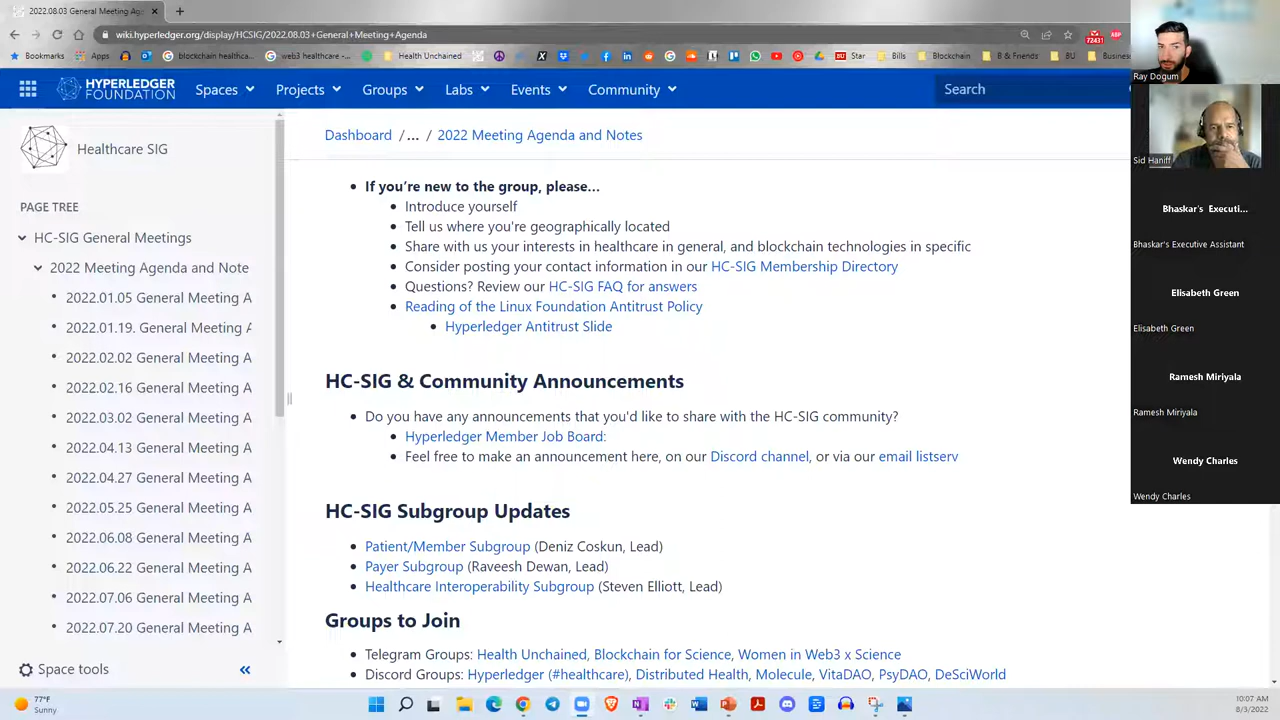 2022.08.03 General Meeting Age
wiki.hyperledger.org/display/HCSIG/2022.08.03+General+Meeting+Agenda
72431
ABP
Bookmarks
Apps
blockchain healthc...
web3 healthcare -...
Health Unchained
BU
Star
Bills
Blockchain
B & Friends
BU
Business
HYPERLEDGER
FOUNDATION
Spaces
Projects
Groups
Labs
Events
Community
Search
Healthcare SIG
PAGE TREE
HC-SIG General Meetings
2022 Meeting Agenda and Note
2022.01.05 General Meeting A
2022.01.19. General Meeting A
2022.02.02 General Meeting A
2022.02.16 General Meeting A
2022.03.02 General Meeting A
2022.04.13 General Meeting A
2022.04.27 General Meeting A
2022.05.25 General Meeting A
2022.06.08 General Meeting A
2022.06.22 General Meeting A
2022.07.06 General Meeting A
2022.07.20 General Meeting A
Space tools
Dashboard /... / 2022 Meeting Agenda and Notes
If you’re new to the group, please...
Introduce yourself
Tell us where you're geographically located
Share with us your interests in healthcare in general, and blockchain technologies in specific
Consider posting your contact information in our HC-SIG Membership Directory
Questions? Review our HC-SIG FAQ for answers
Reading of the Linux Foundation Antitrust Policy
Hyperledger Antitrust Slide
HC-SIG & Community Announcements
Do you have any announcements that you'd like to share with the HC-SIG community?
Hyperledger Member Job Board:
Feel free to make an announcement here, on our Discord channel, or via our email listserv
HC-SIG Subgroup Updates
Patient/Member Subgroup (Deniz Coskun, Lead)
Payer Subgroup (Raveesh Dewan, Lead)
Healthcare Interoperability Subgroup (Steven Elliott, Lead)
Groups to Join
Telegram Groups: Health Unchained, Blockchain for Science, Women in Web3 x Science
Discord Groups: Hyperledger (#healthcare), Distributed Health, Molecule, VitaDAO, PsyDAO, DeSciWorld
Ray Dogum
Sid Haniff
Bhaskar's Executi...
Bhaskar's Executive Assistant
Elisabeth Green
Elisabeth Green
Ramesh Miriyala
Ramesh Miriyala
Wendy Charles
Wendy Charles
77°F
Sunny
10:07 AM
8/3/2022